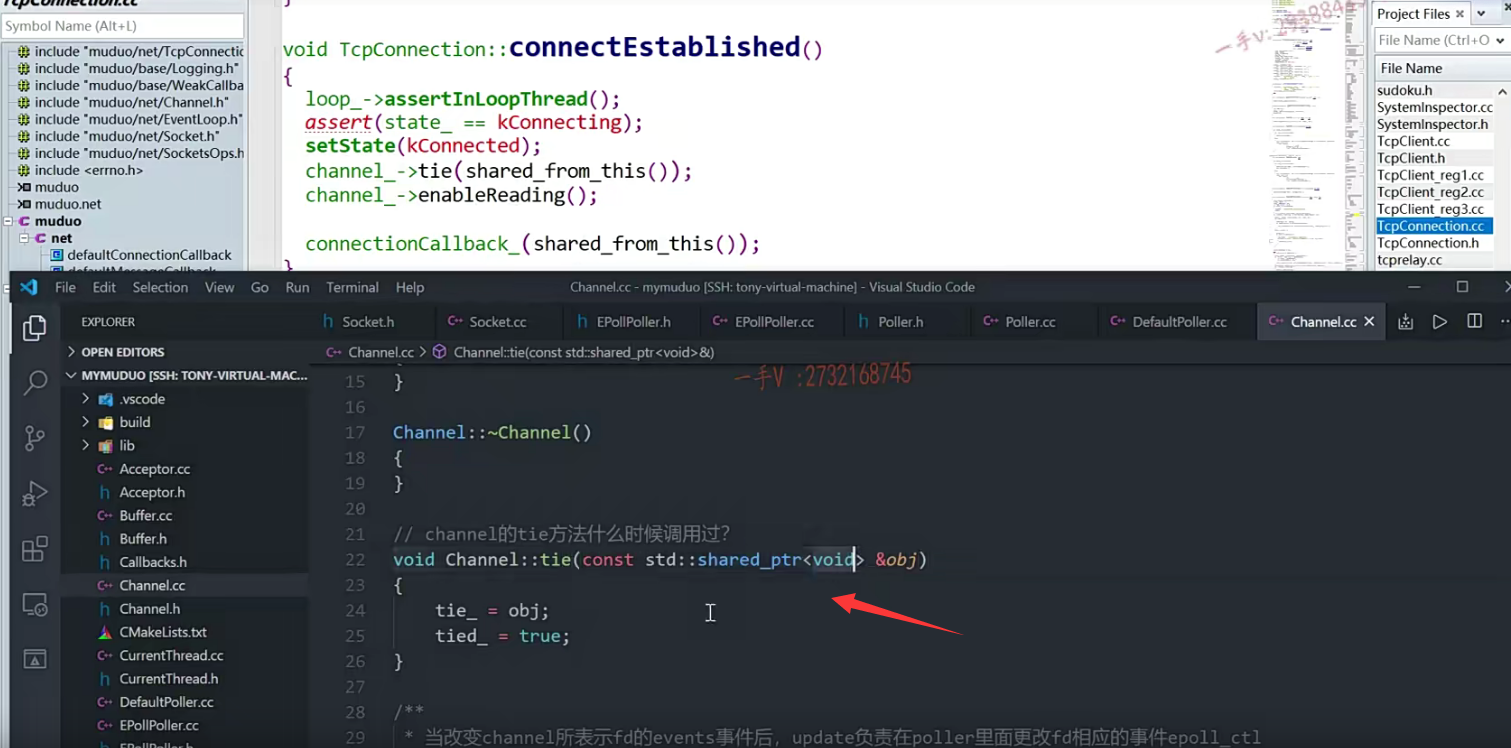 TcpConnection.cc
Symbol Name (Alt+L)
include "muduo/net/TcpConnectic
include "muduo/base/Logging.h"
include "muduo/base/WeakCallba
include "muduo/net/Channel.h"
include "muduo/net/EventLoop.h"
include "muduo/net/Socket.h"
include "muduo/net/SocketsOps.h
include <errno.h>
muduo
muduo.net
C muduo
C net
defaultConnectionCallback
defaultMessageCallback
}
void TcpConnection::connectEstablished()
{
loop_->assertInLoopThread();
assert(state_ == kConnecting);
setState(kConnected);
channel_->tie(shared_from_this());
channel_->enableReading();
connectionCallback_(shared_from_this());
}
一手V:
Project Files
File Name (Ctrl+O
File Name
sudoku.h
SystemInspector.cc
SystemInspector.h
TcpClient.cc
TcpClient.h
TcpClient_reg1.cc
TcpClient_reg2.cc
TcpClient_reg3.cc
TcpConnection.cc
TcpConnection.h
tcprelay.cc
File Edit Selection View Go Run Terminal Help
Channel.cc - mymuduo [SSH: tony-virtual-machine] - Visual Studio Code
EXPLORER
OPEN EDITORS
MYMUDUO [SSH: TONY-VIRTUAL-MAC...
.vscode
build
lib
C++ Acceptor.cc
h Acceptor.h
C++ Buffer.cc
h Buffer.h
h Callbacks.h
C++ Channel.cc
h Channel.h
CMakeLists.txt
C++ CurrentThread.cc
h CurrentThread.h
C++ DefaultPoller.cc
C++ EPollPoller.cc
h EPollPoller.h
h Socket.h C++ Socket.cc h EPollPoller.h C++ EPollPoller.cc h Poller.h C++ Poller.cc C++ DefaultPoller.cc C++ Channel.cc
C++ Channel.cc > Channel::tie(const std::shared_ptr<void>&)
一手V :2732168745
15 }
16
17 Channel::~Channel()
18 {
19 }
20
21 // channel的tie方法什么时候调用过?
22 void Channel::tie(const std::shared_ptr<void> &obj)
23 {
24 tie_ = obj;
25 tied_ = true;
26 }
27
28 /**
29 * 当改变channel所表示fd的events事件后，update负责在poller里面更改fd相应的事件epoll_ctl